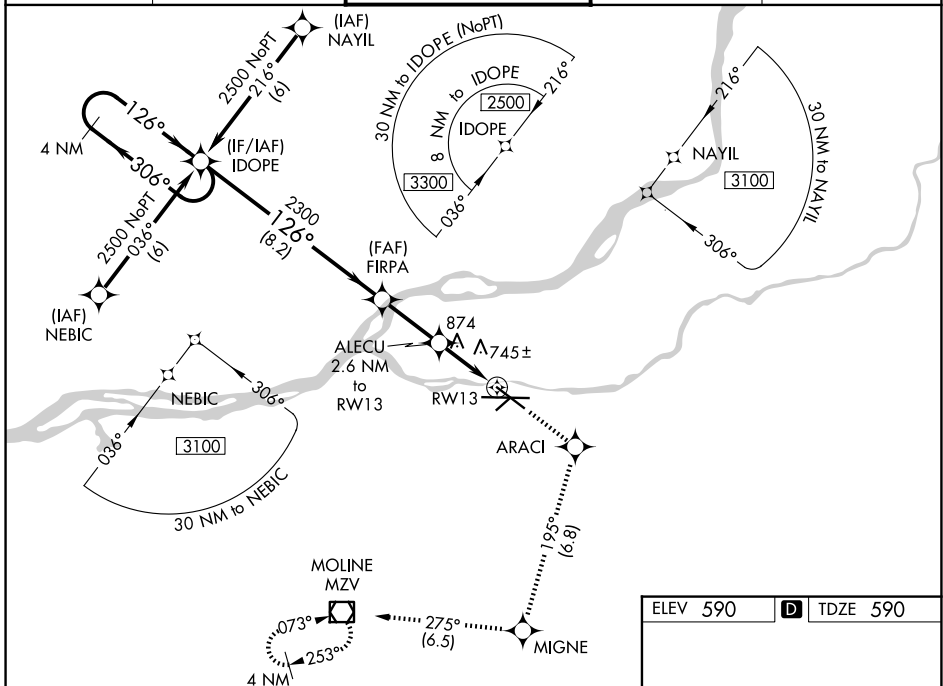 (IAF)
NAYIL
2500 NoPT
216°
(6)
30 NM to IDOPE (NoPT)
8 NM to IDOPE
2500
216°
IDOPE
3300
036°
216°
NAYIL
3100
30 NM to NAYIL
306°
126°
4 NM
306°
(IF/IAF)
IDOPE
2500 NoPT
036°
(6)
(IAF)
NEBIC
2300
126°
(8.2)
(FAF)
FIRPA
874
745±
ALECU
2.6 NM
to
RW13
RW13
NEBIC
306°
036°
3100
30 NM to NEBIC
ARACI
195°
(6.8)
MOLINE
MZV
073°
253°
4 NM
275°
(6.5)
MIGNE
ELEV 590 D TDZE 590